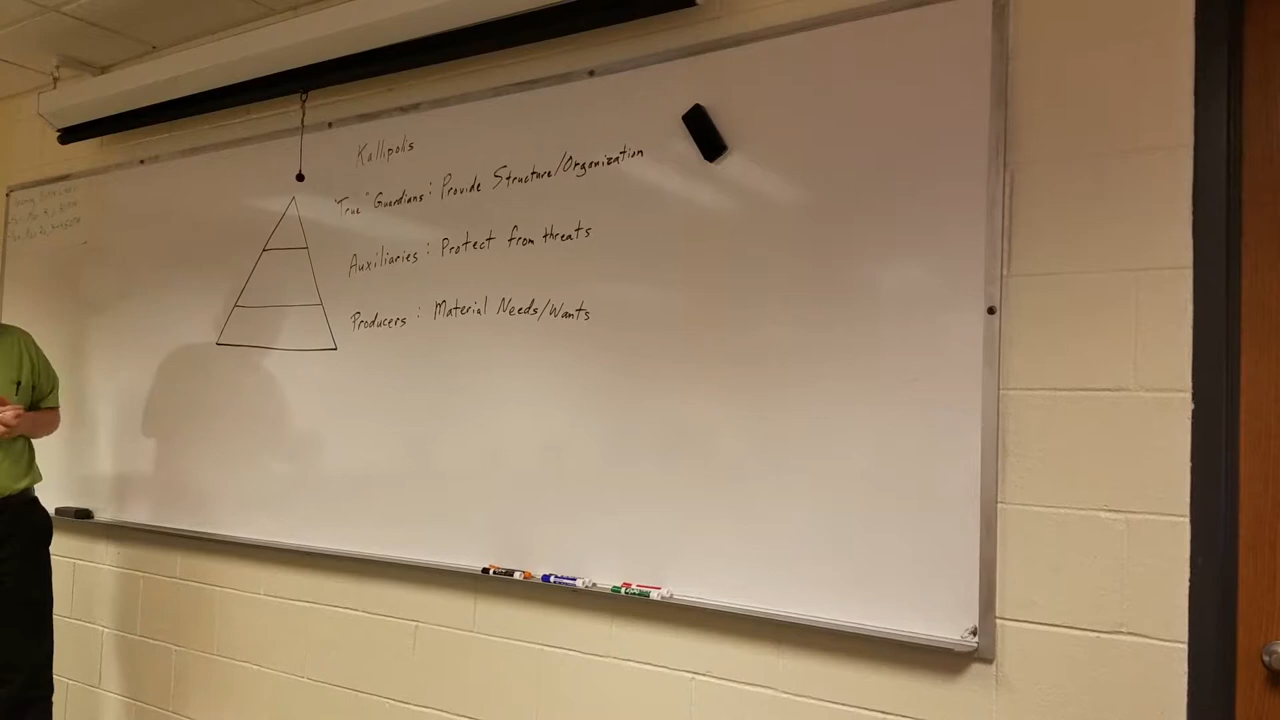 Kallipolis
"True" Guardians: Provide Structure/Organization
Auxiliaries: Protect from threats
Producers: Material Needs/Wants